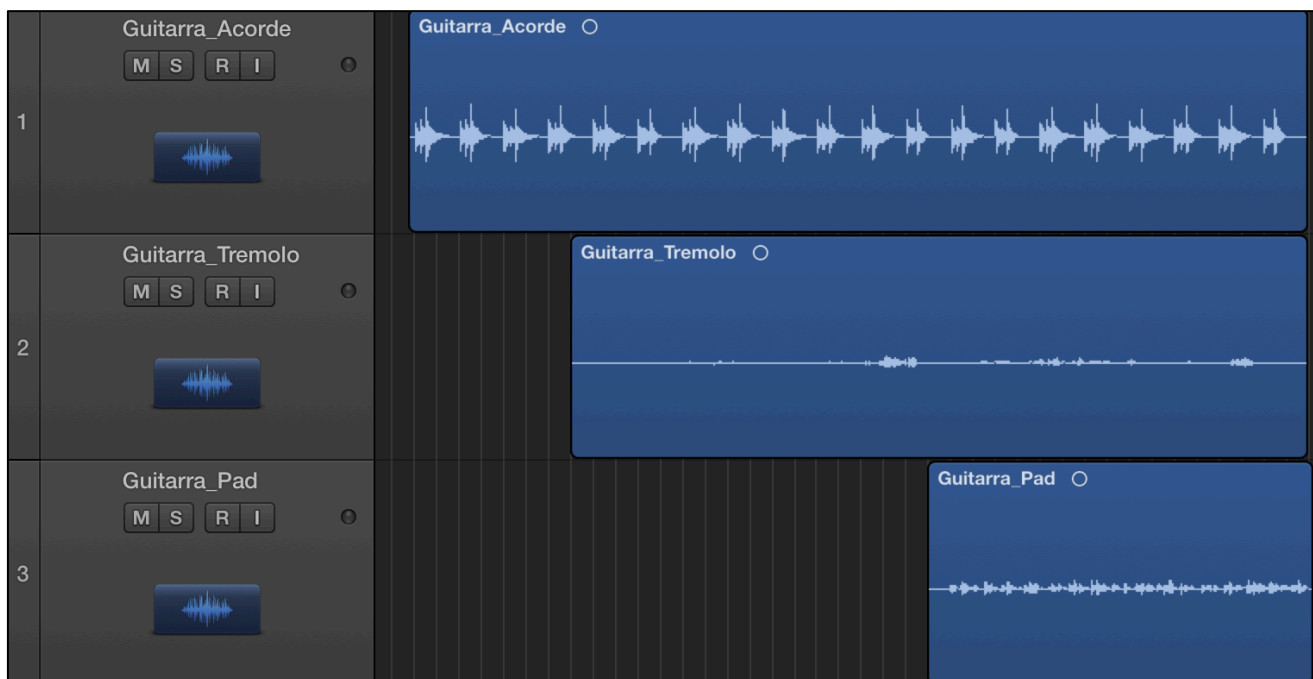 Guitarra_Acorde
M S R I
1
Guitarra_Acorde
Guitarra_Tremolo
M S R I
2
Guitarra_Tremolo
Guitarra_Pad
M S R I
3
Guitarra_Pad